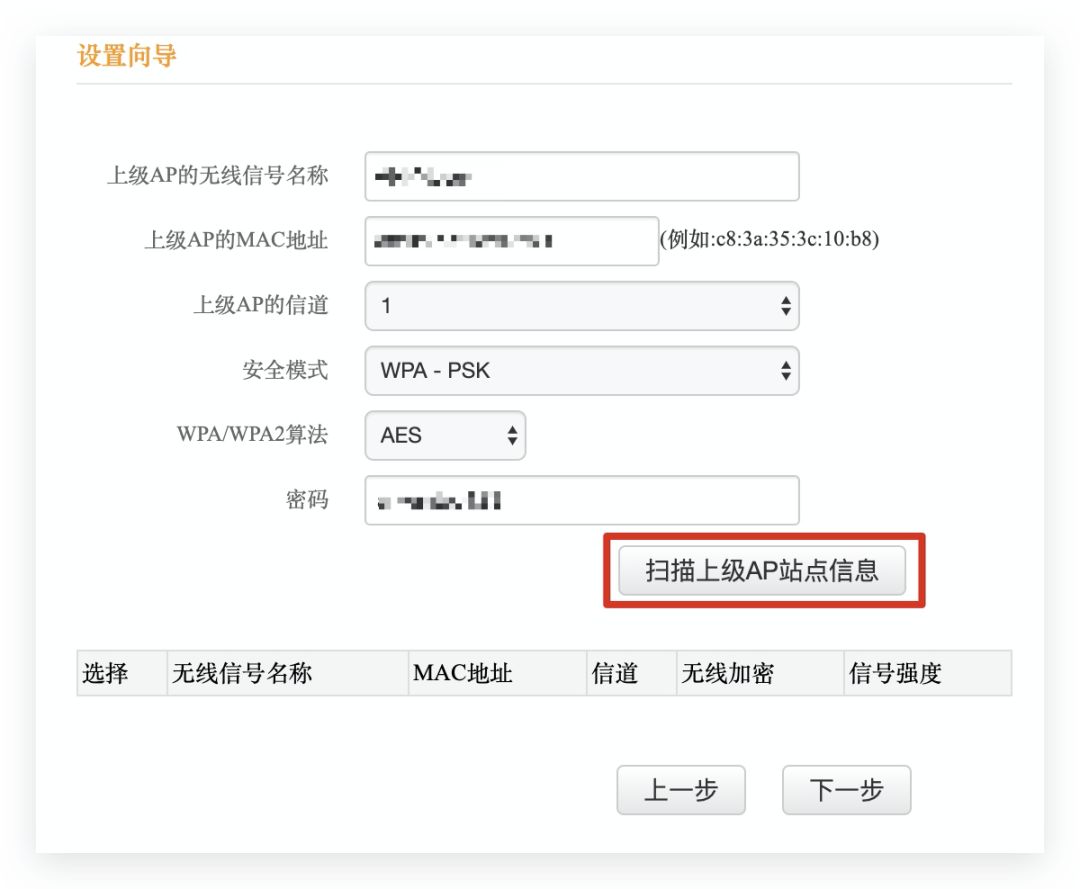 设置向导
上级AP的无线信号名称
上级AP的MAC地址 (例如:c8:3a:35:3c:10:b8)
上级AP的信道 1
安全模式 WPA - PSK
WPA/WPA2算法 AES
密码
扫描上级AP站点信息
选择 无线信号名称 MAC地址 信道 无线加密 信号强度
上一步 下一步